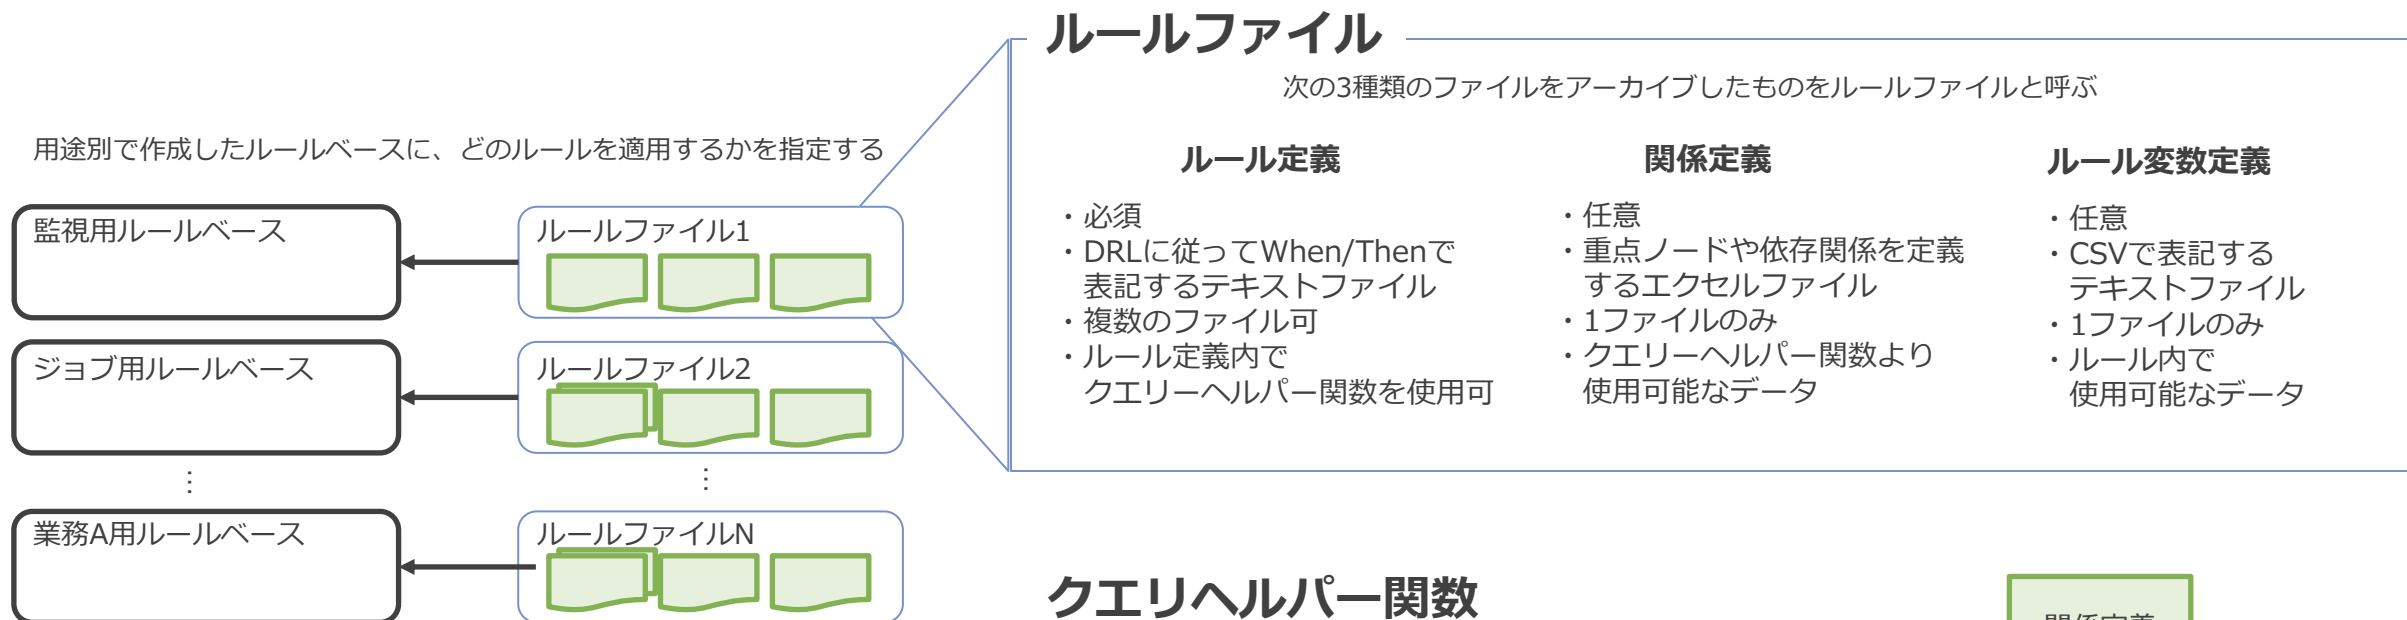 用途別で作成したルールベースに、どのルールを適用するかを指定する
監視用ルールベース
ルールファイル1
ジョブ用ルールベース
ルールファイル2
⋮
⋮
業務A用ルールベース
ルールファイルN
ルールファイル
次の3種類のファイルをアーカイブしたものをルールファイルと呼ぶ
ルール定義
・必須
・DRLに従ってWhen/Thenで
表記するテキストファイル
・複数のファイル可
・ルール定義内で
クエリーヘルパー関数を使用可
関係定義
・任意
・重点ノードや依存関係を定義
するエクセルファイル
・1ファイルのみ
・クエリーヘルパー関数より
使用可能なデータ
ルール変数定義
・任意
・CSVで表記する
テキストファイル
・1ファイルのみ
・ルール内で
使用可能なデータ
クエリヘルパー関数
関係定義